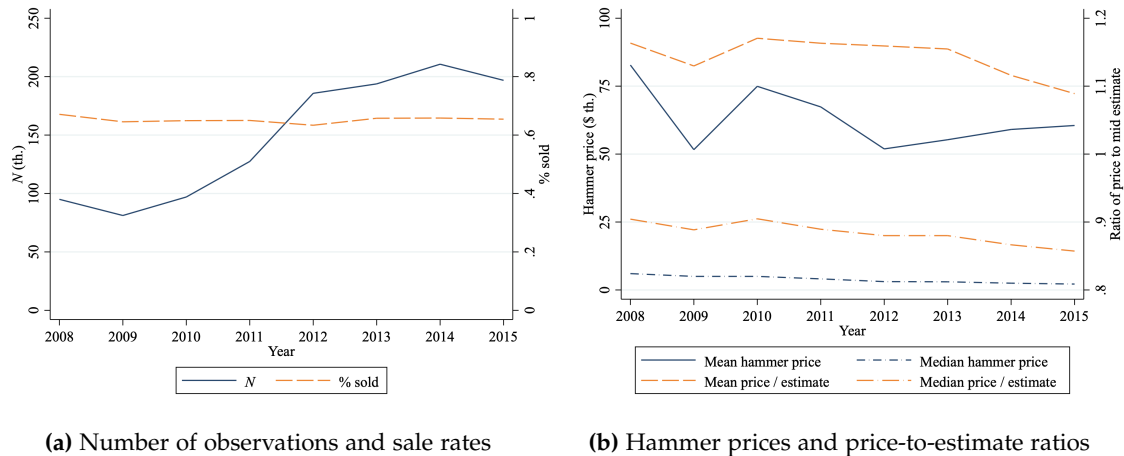 250
200
150
100
50
0
N (th.)
1
.8
.6
.4
.2
0
% sold
2008 2009 2010 2011 2012 2013 2014 2015
Year
N % sold
(a) Number of observations and sale rates
100
75
50
25
0
Hammer price ($ th.)
1.2
1.1
1
.9
.8
Ratio of price to mid estimate
2008 2009 2010 2011 2012 2013 2014 2015
Year
Mean hammer price Median hammer price
Mean price / estimate Median price / estimate
(b) Hammer prices and price-to-estimate ratios